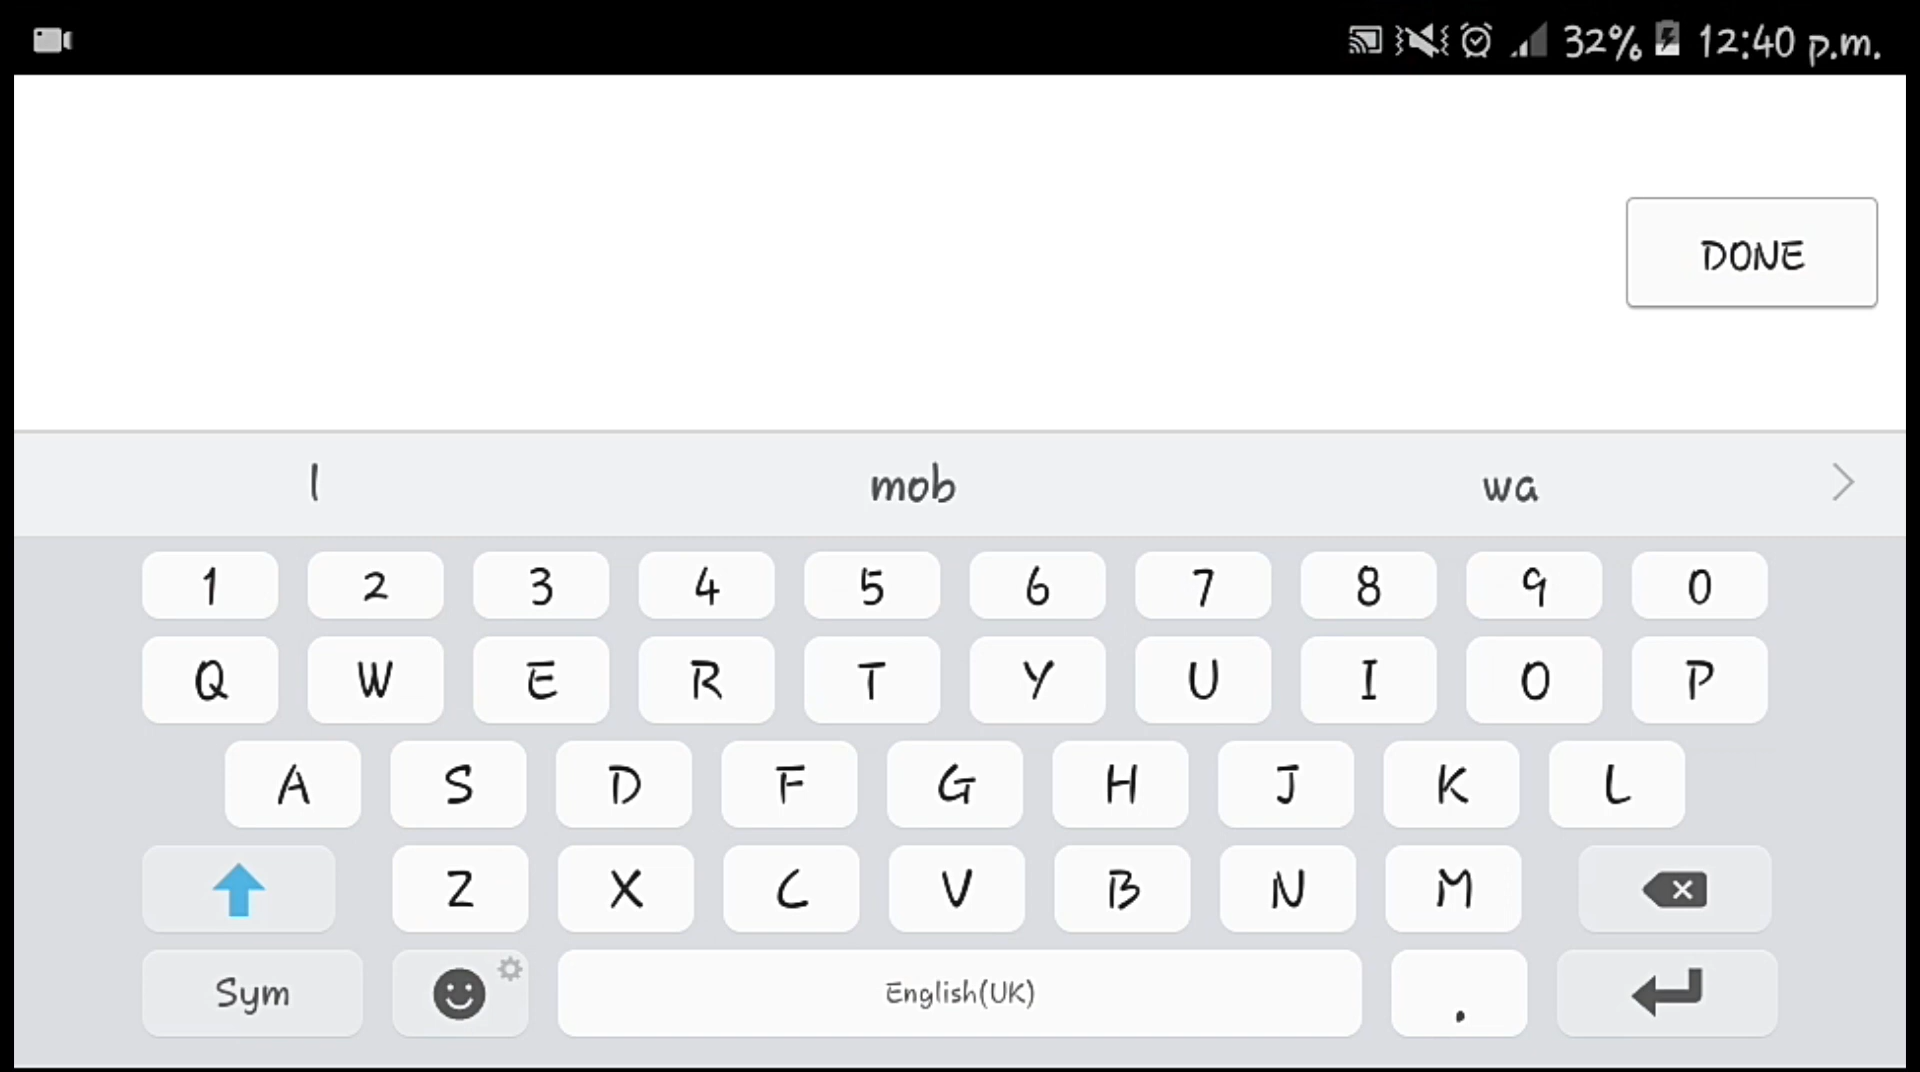 32% 12:40 p.m.
DONE
l mob wa
1 2 3 4 5 6 7 8 9 0
Q W E R T Y U I O P
A S D F G H J K L
Z X C V B N M
Sym English(UK) .